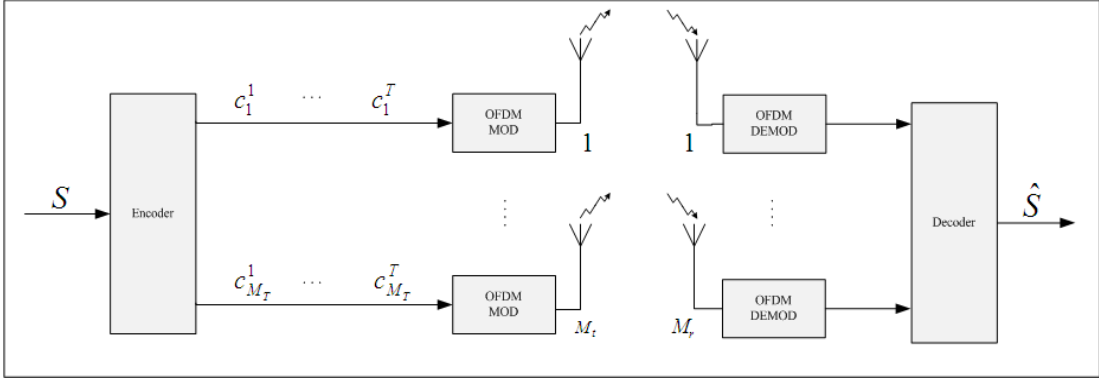 S
Encoder
c_1^1 ... c_1^T
OFDM
MOD
1
c_{M_T}^1 ... c_{M_T}^T
OFDM
MOD
M_t
1
OFDM
DEMOD
M_r
OFDM
DEMOD
Decoder
Ŝ